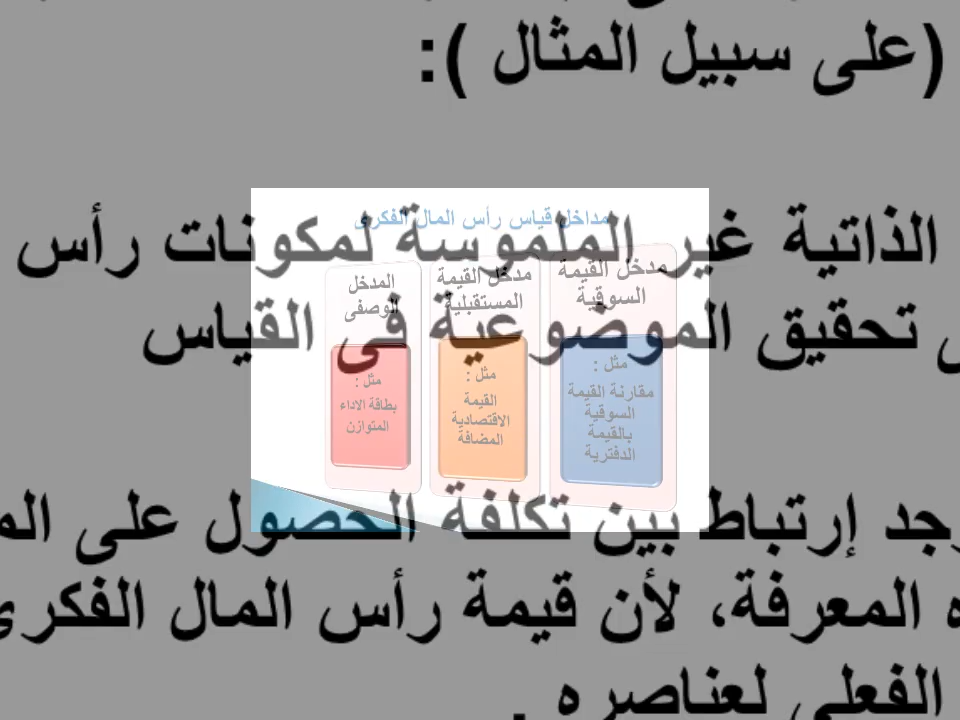 (على سبيل المثال ):
الذاتية غير الملموسة لمكونات رأس
تحقيق الموضوعية فى القياس
إرتباط بين تكلفة الحصول على
المعرفة، لأن قيمة رأس المال الفكرى
الفعلى لعناصره .
مداخل قياس رأس المال الفكرى
مدخل القيمة
السوقية
مثل :
مقارنة القيمة
السوقية
بالقيمة
الدفترية
مدخل القيمة
المستقبلية
مثل :
القيمة
الاقتصادية
المضافة
المدخل
الوصفى
مثل :
بطاقة الاداء
المتوازن